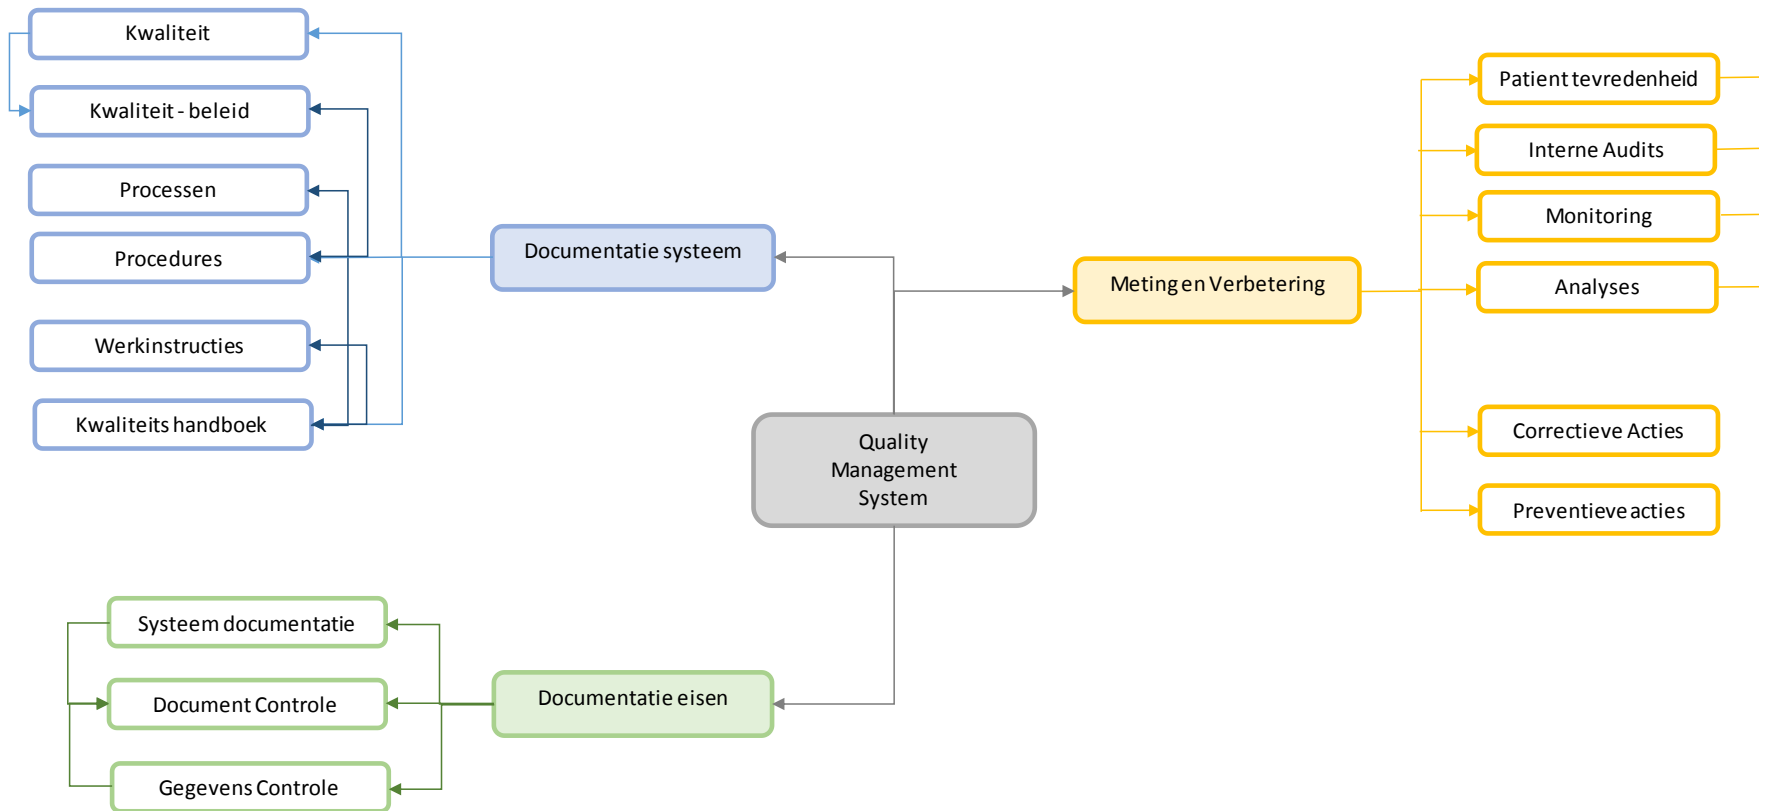 Kwaliteit
Kwaliteit - beleid
Processen
Procedures
Werkinstructies
Kwaliteits handboek
Documentatie systeem
Meting en Verbetering
Patient tevredenheid
Interne Audits
Monitoring
Analyses
Correctieve Acties
Preventieve acties
Quality
Management
System
Systeem documentatie
Document Controle
Gegevens Controle
Documentatie eisen